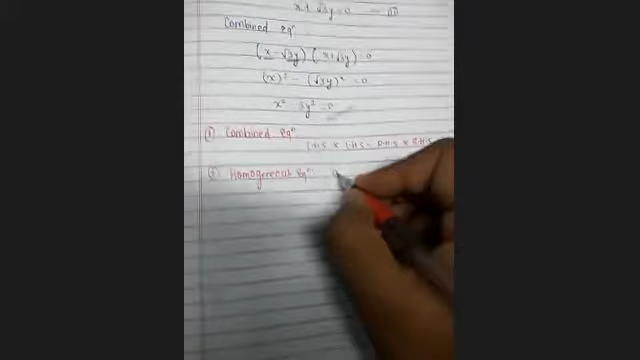 x + √3y = 0 — (II)
Combined Eqⁿ
(x - √3y) (x + √3y) = 0
(x)² - (√3y)² = 0
x² - 3y² = 0
① Combined Eqⁿ
L.H.S × L.H.S = R.H.S × R.H.S
② Homogeneous Eqⁿ